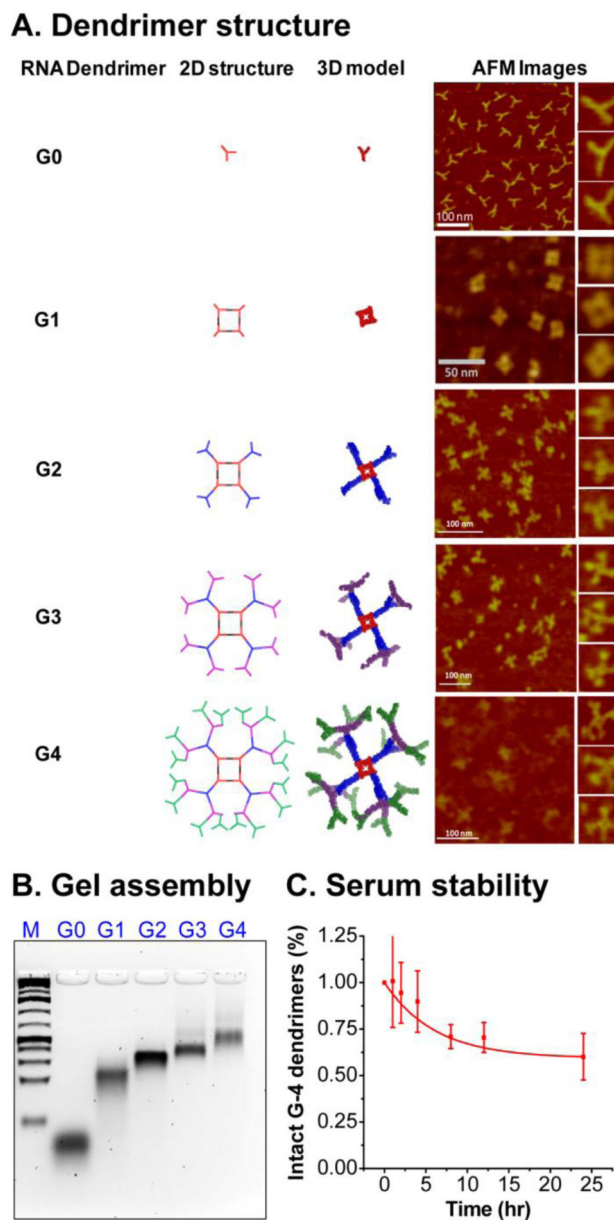 A. Dendrimer structure
RNA Dendrimer 2D structure 3D model AFM Images
G0
100 nm
G1
50 nm
G2
100 nm
G3
100 nm
G4
100 nm
B. Gel assembly
M G0 G1 G2 G3 G4
C. Serum stability
Intact G-4 dendrimers (%)
1.25
1.00
0.75
0.50
0.25
0.00
0 5 10 15 20 25
Time (hr)